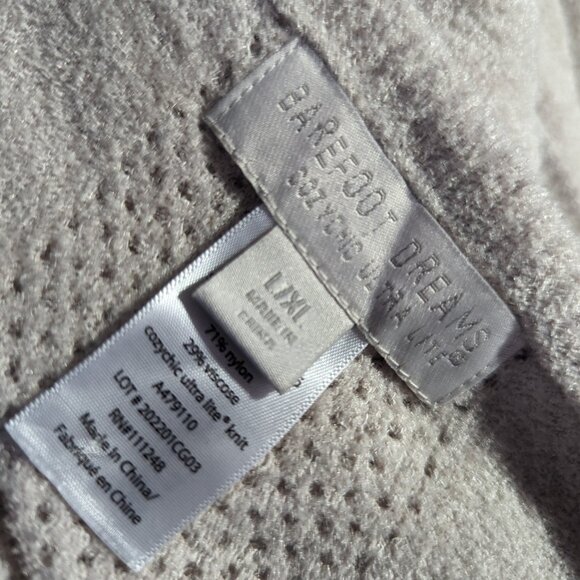 BAREFOOT DREAMS®
COZYCHIC ULTRA LITE®
L/XL
MADE IN
CHINA
71% nylon
29% viscose
cozychic ultra lite® knit
A479110
LOT # 202201CG03
RN#111248
Made in China/
Fabriqué en Chine